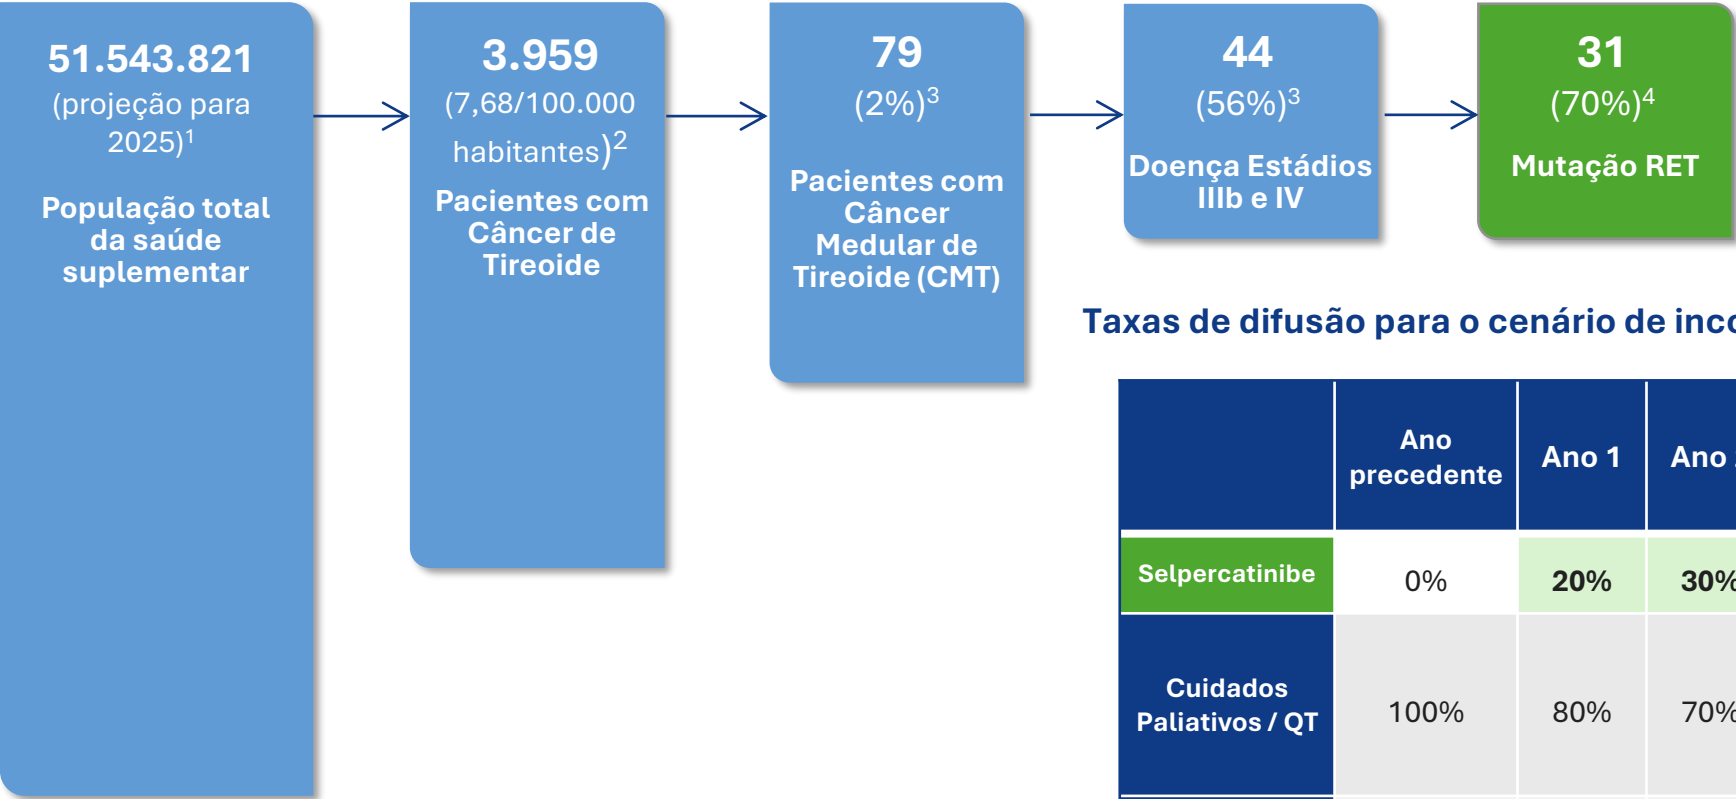 51.543.821
(projeção para
2025)1
População total
da saúde
suplementar
3.959
(7,68/100.000
habitantes)2
Pacientes com
Câncer de
Tireoide
79
(2%)3
Pacientes com
Câncer
Medular de
Tireoide (CMT)
44
(56%)3
Doença Estádios
IIIb e IV
31
(70%)4
Mutação RET
Taxas de difusão para o cenário de
Ano
precedente
Ano 1
Ano
Selpercatinibe
0%
20%
30%
Cuidados
Paliativos / QT
100%
80%
70%